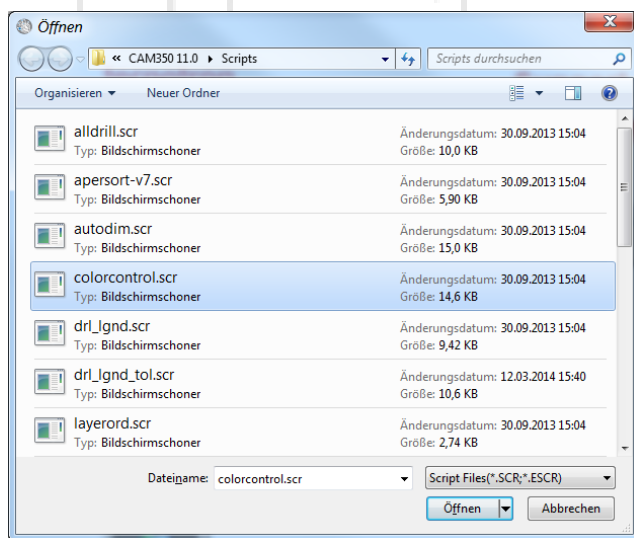 Öffnen
« CAM350 11.0 ▸ Scripts
Scripts durchsuchen
Organisieren ▾ Neuer Ordner
alldrill.scr Änderungsdatum: 30.09.2013 15:04
Typ: Bildschirmschoner Größe: 10,0 KB
apersort-v7.scr Änderungsdatum: 30.09.2013 15:04
Typ: Bildschirmschoner Größe: 5,90 KB
autodim.scr Änderungsdatum: 30.09.2013 15:04
Typ: Bildschirmschoner Größe: 15,0 KB
colorcontrol.scr Änderungsdatum: 30.09.2013 15:04
Typ: Bildschirmschoner Größe: 14,6 KB
drl_lgnd.scr Änderungsdatum: 30.09.2013 15:04
Typ: Bildschirmschoner Größe: 9,42 KB
drl_lgnd_tol.scr Änderungsdatum: 12.03.2014 15:40
Typ: Bildschirmschoner Größe: 10,6 KB
layerord.scr Änderungsdatum: 30.09.2013 15:04
Typ: Bildschirmschoner Größe: 2,74 KB
Dateiname: colorcontrol.scr Script Files(*.SCR;*.ESCR)
Öffnen Abbrechen